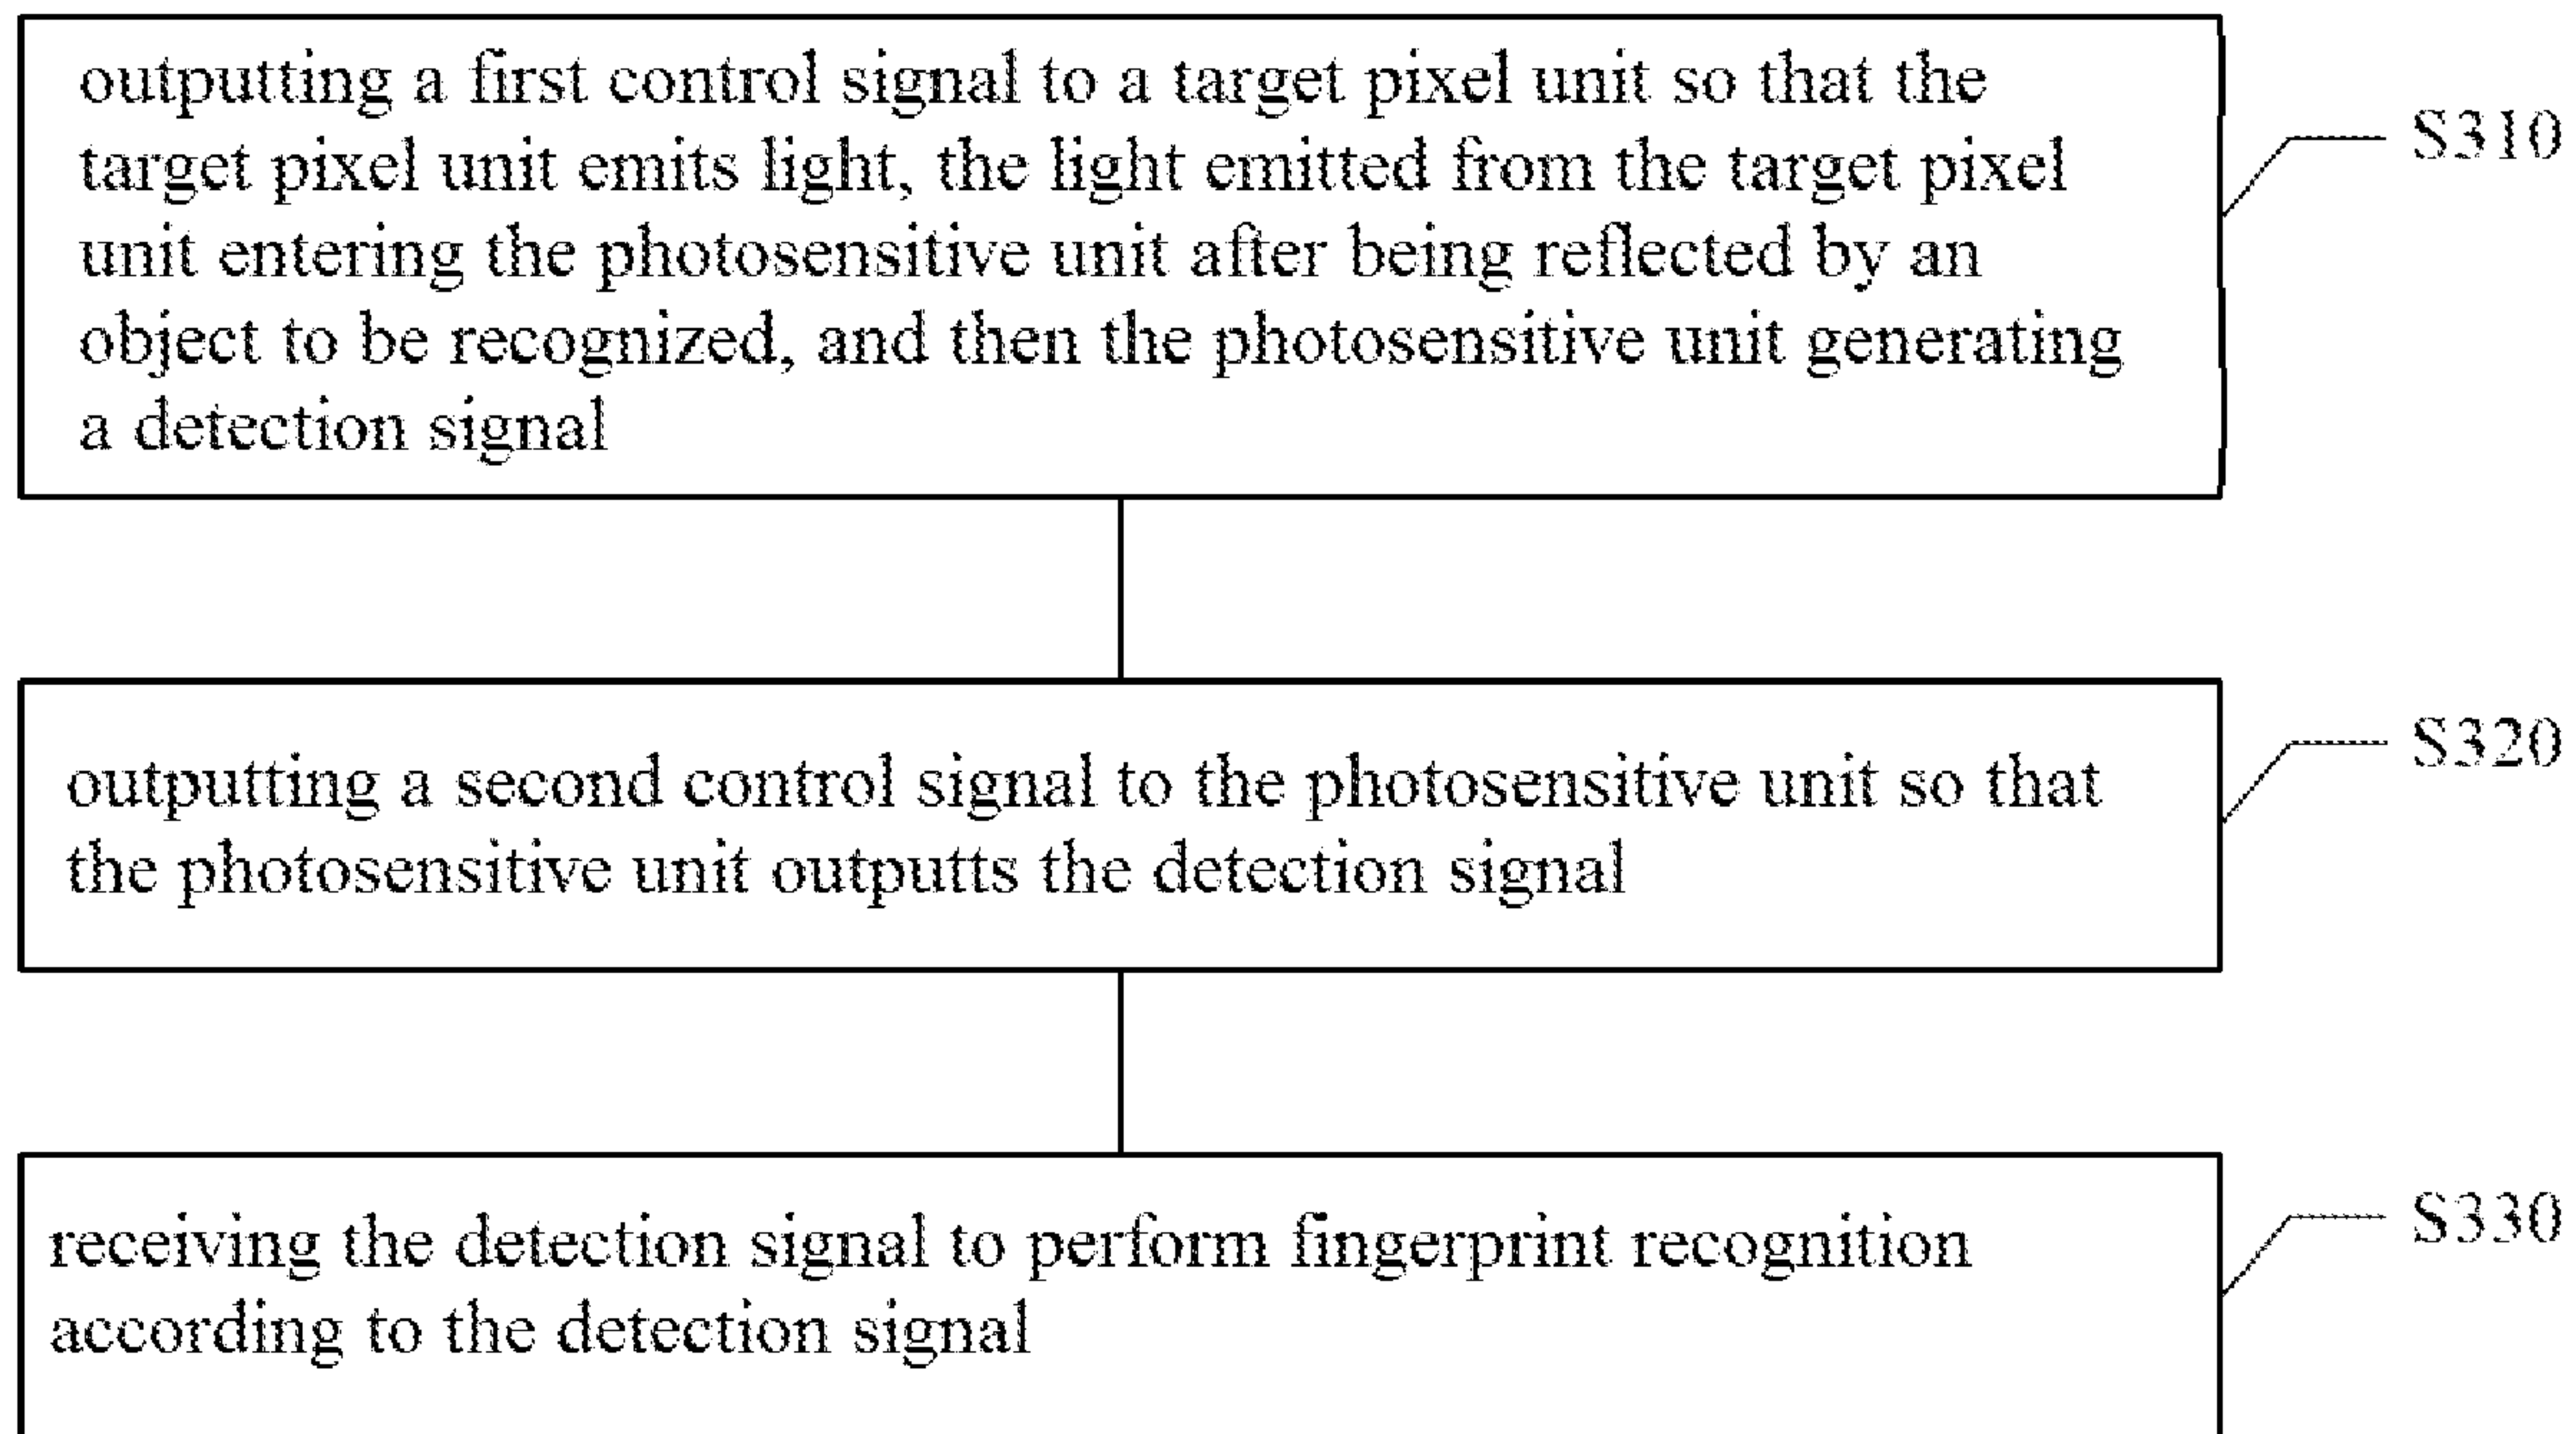 outputting a first control signal to a target pixel unit so that the
target pixel unit emits light, the light emitted from the target pixel
unit entering the photosensitive unit after being reflected by an
object to be recognized, and then the photosensitive unit generating
a detection signal
S310
outputting a second control signal to the photosensitive unit so that
the photosensitive unit outputts the detection signal
S320
receiving the detection signal to perform fingerprint recognition
according to the detection signal
S330